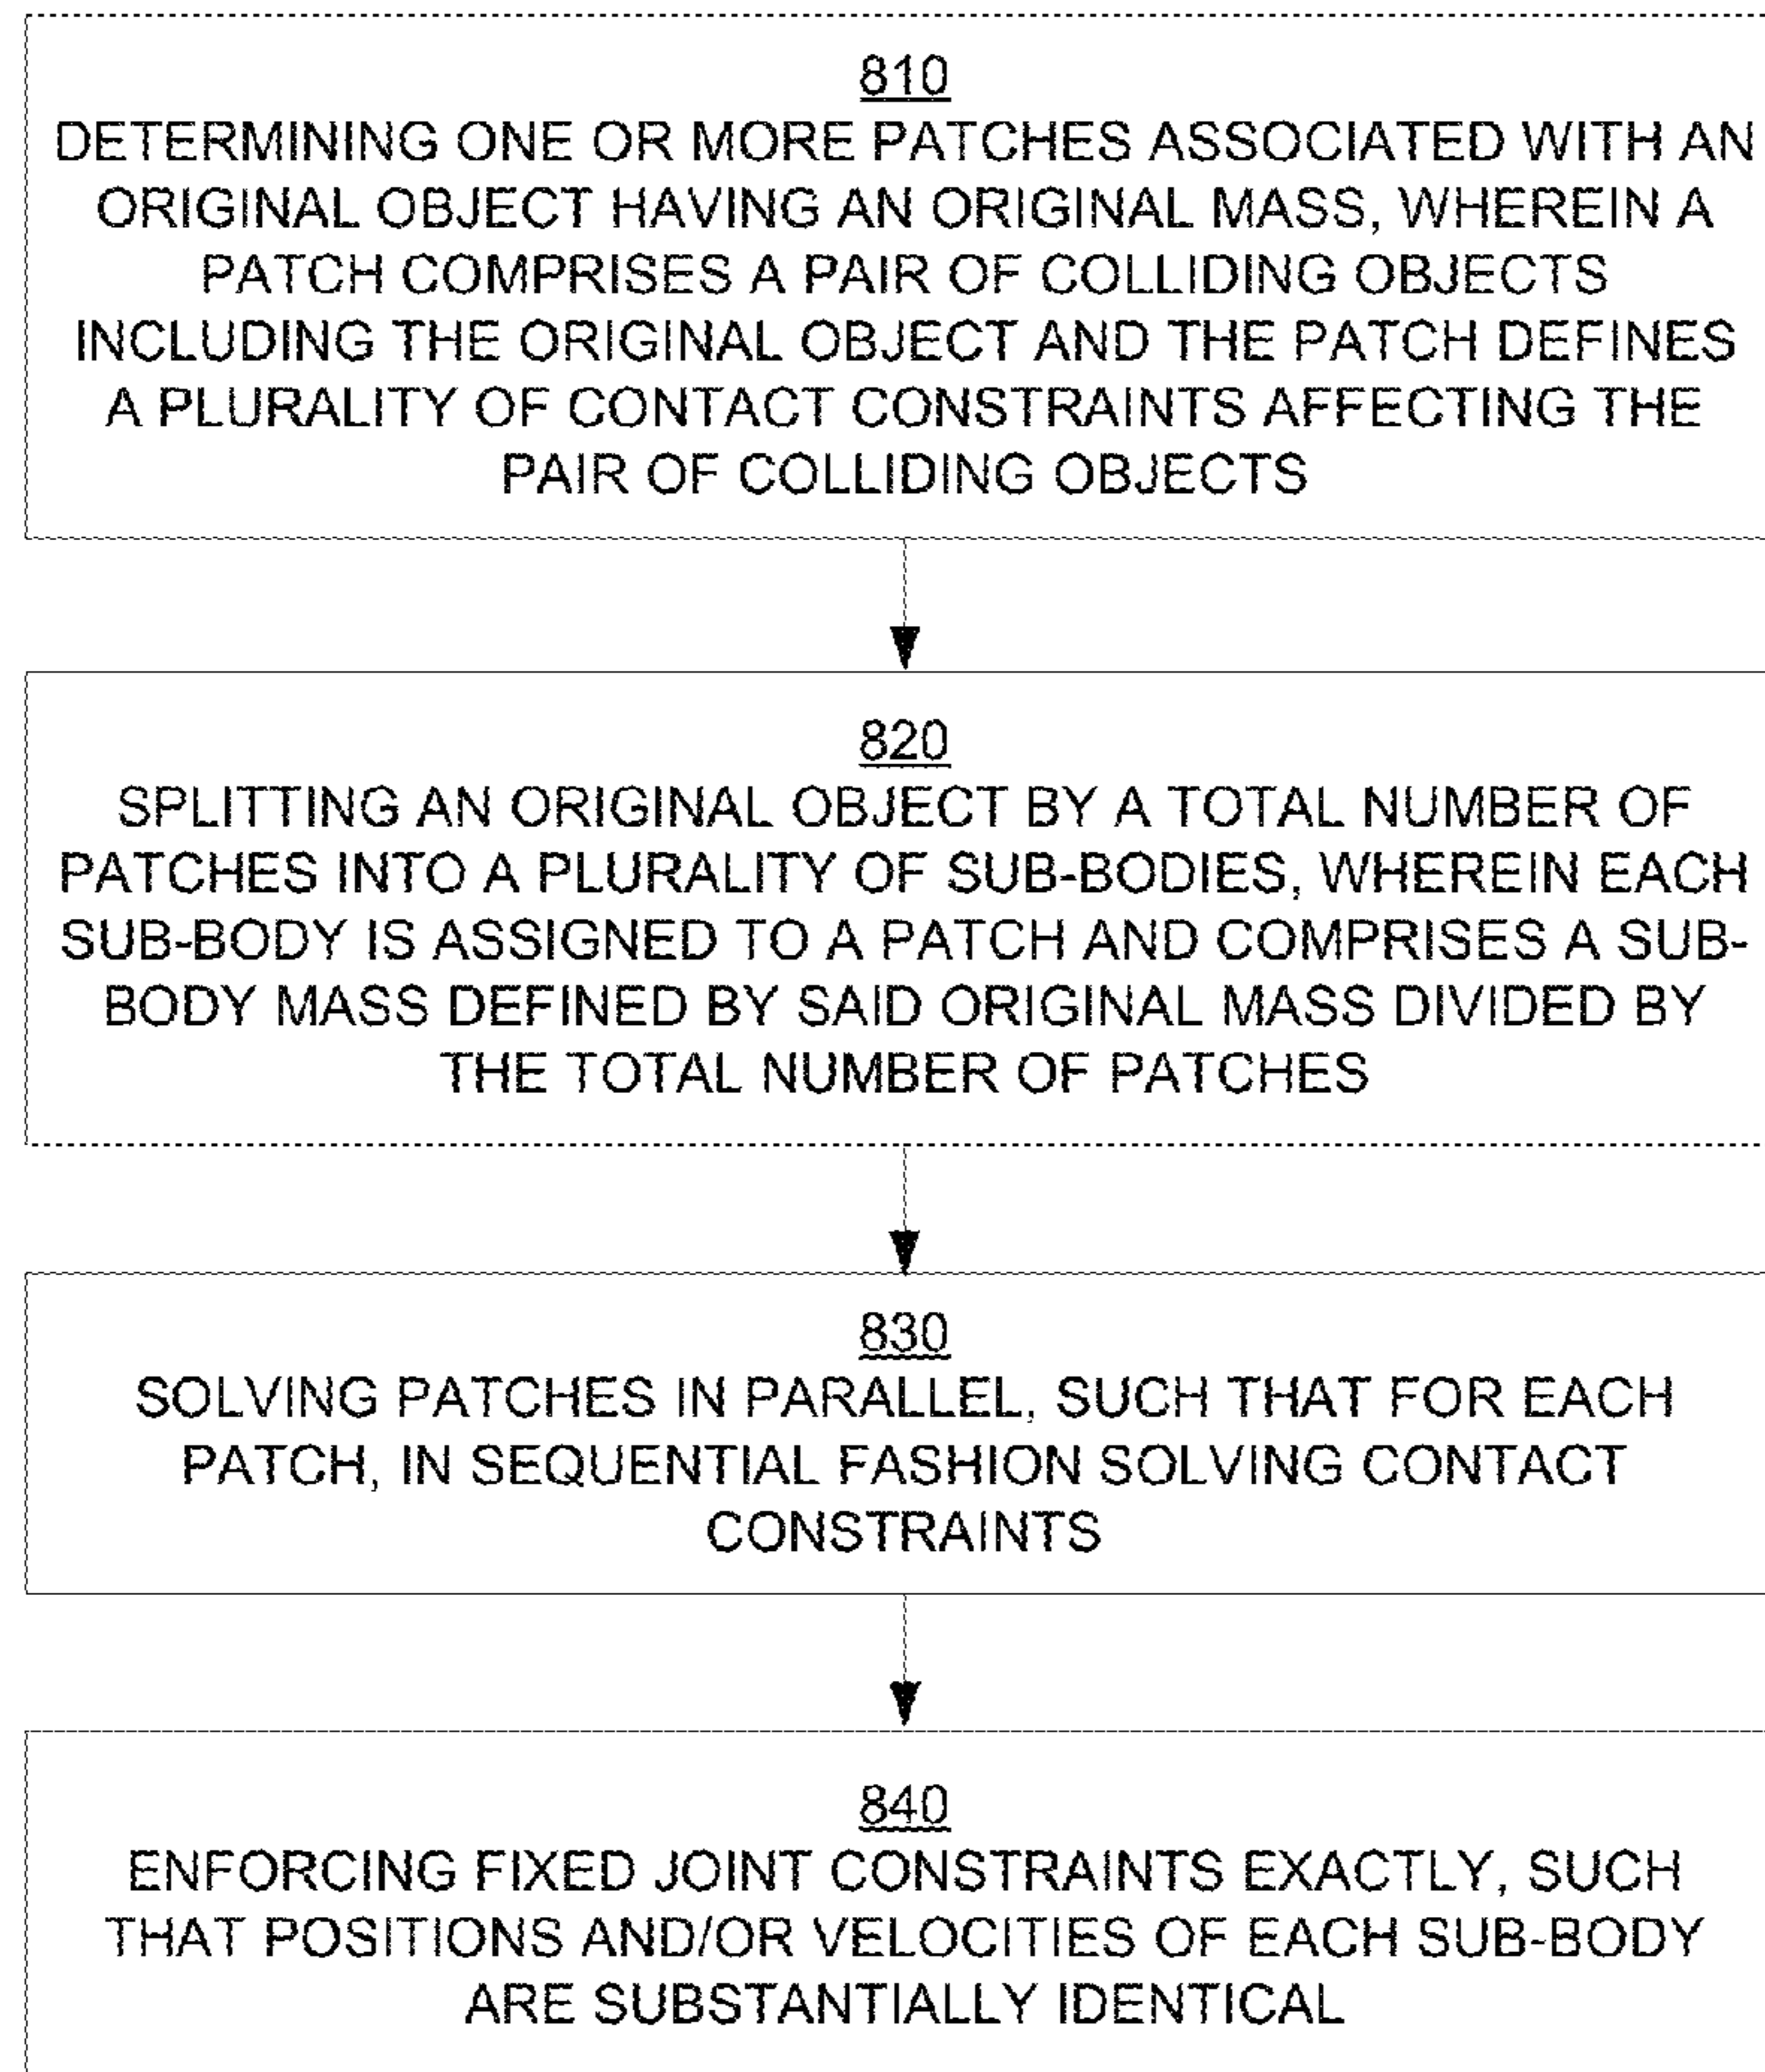 810
DETERMINING ONE OR MORE PATCHES ASSOCIATED WITH AN
ORIGINAL OBJECT HAVING AN ORIGINAL MASS, WHEREIN A
PATCH COMPRISES A PAIR OF COLLIDING OBJECTS
INCLUDING THE ORIGINAL OBJECT AND THE PATCH DEFINES
A PLURALITY OF CONTACT CONSTRAINTS AFFECTING THE
PAIR OF COLLIDING OBJECTS
820
SPLITTING AN ORIGINAL OBJECT BY A TOTAL NUMBER OF
PATCHES INTO A PLURALITY OF SUB-BODIES, WHEREIN EACH
SUB-BODY IS ASSIGNED TO A PATCH AND COMPRISES A SUB-
BODY MASS DEFINED BY SAID ORIGINAL MASS DIVIDED BY
THE TOTAL NUMBER OF PATCHES
830
SOLVING PATCHES IN PARALLEL, SUCH THAT FOR EACH
PATCH, IN SEQUENTIAL FASHION SOLVING CONTACT
CONSTRAINTS
840
ENFORCING FIXED JOINT CONSTRAINTS EXACTLY, SUCH
THAT POSITIONS AND/OR VELOCITIES OF EACH SUB-BODY
ARE SUBSTANTIALLY IDENTICAL